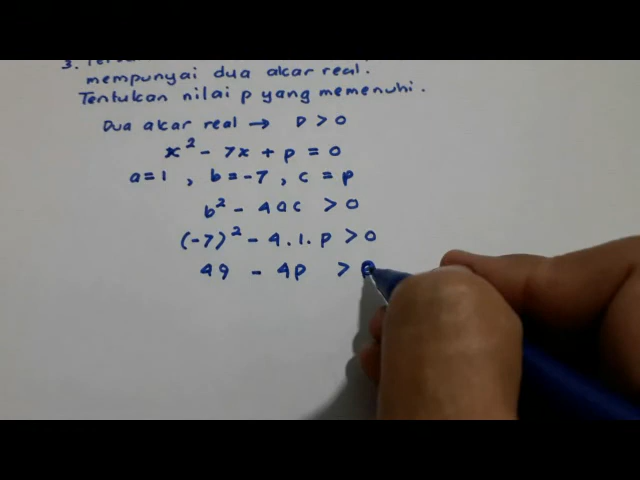 3.
mempunyai dua akar real.
Tentukan nilai p yang memenuhi.
Dua akar real → D > 0
x² - 7x + p = 0
a = 1 , b = -7 , c = p
b² - 4ac > 0
(-7)² - 4.1. p > 0
49 - 4p > 0